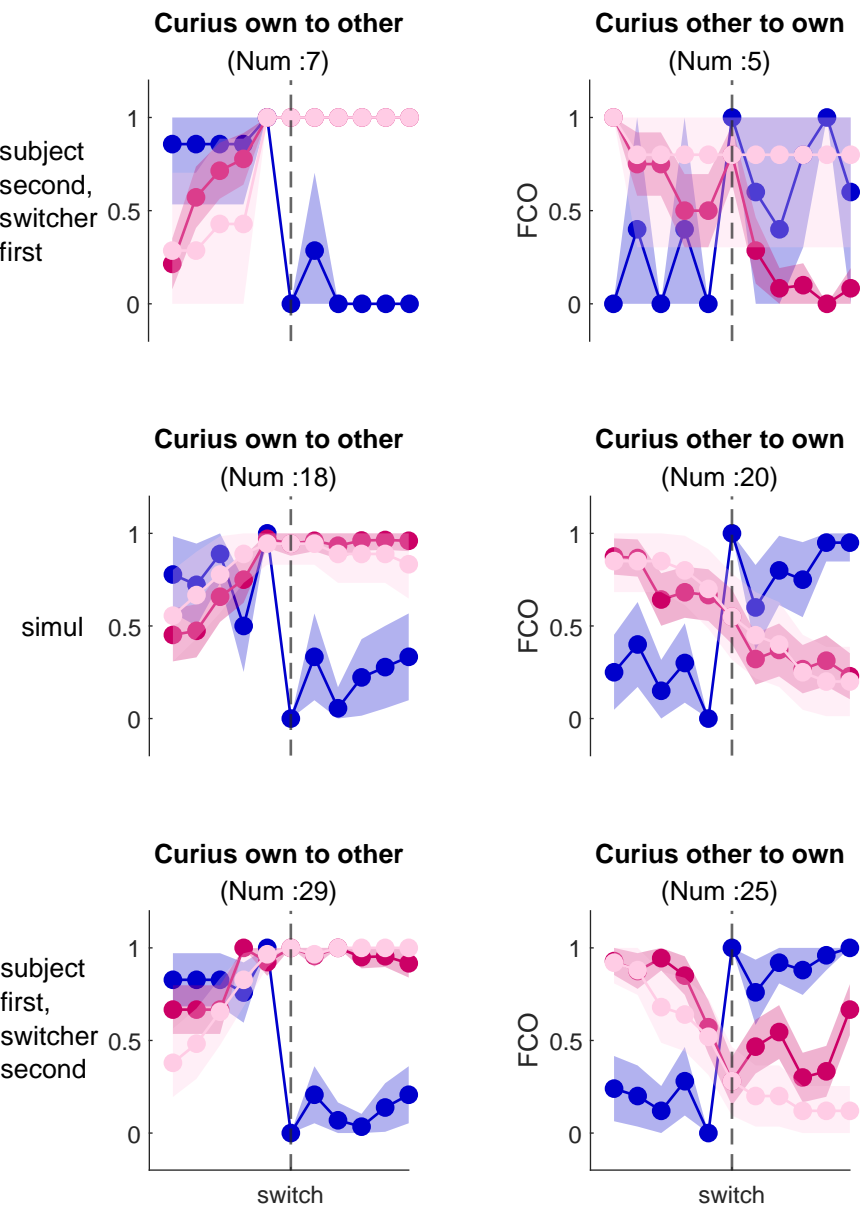 Curius own to other
(Num :7)
Curius other to own
(Num :5)
subject
second,
switcher
first
1
0.5
0
FCO
1
0.5
0
Curius own to other
(Num :18)
Curius other to own
(Num :20)
simul
1
0.5
0
FCO
1
0.5
0
Curius own to other
(Num :29)
Curius other to own
(Num :25)
subject
first,
switcher
second
1
0.5
0
FCO
1
0.5
0
switch
switch